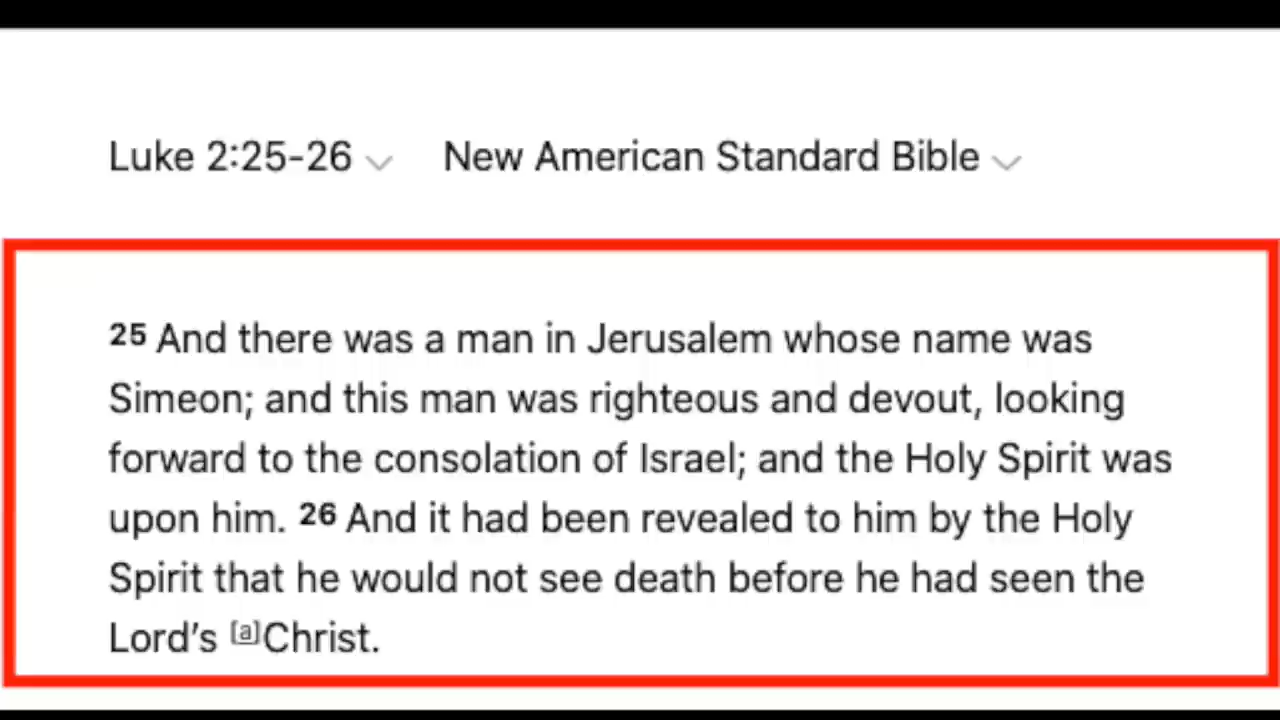 Luke 2:25-26 New American Standard Bible
25 And there was a man in Jerusalem whose name was
Simeon; and this man was righteous and devout, looking
forward to the consolation of Israel; and the Holy Spirit was
upon him. 26 And it had been revealed to him by the Holy
Spirit that he would not see death before he had seen the
Lord’s [a]Christ.